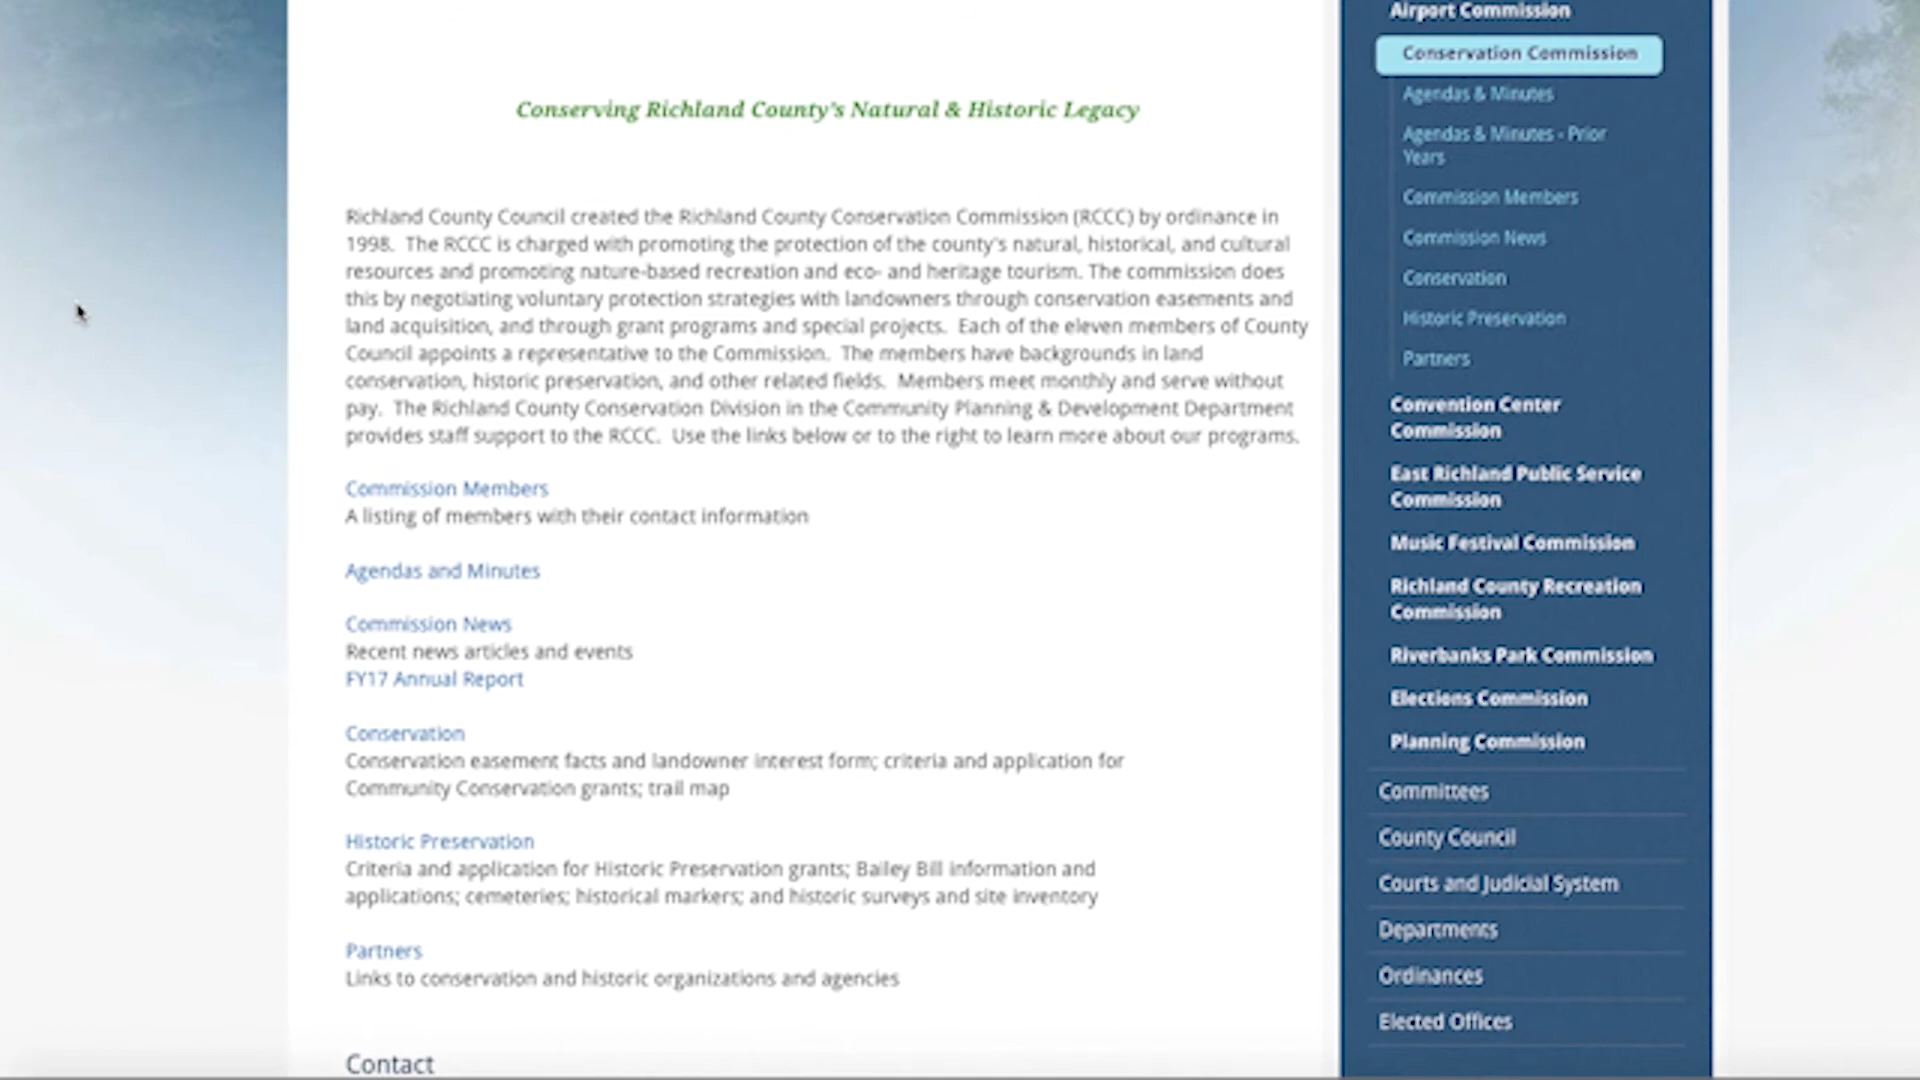 Conserving Richland County's Natural & Historic Legacy
Richland County Council created the Richland County Conservation Commission (RCCC) by ordinance in
1998. The RCCC is charged with promoting the protection of the county's natural, historical, and cultural
resources and promoting nature-based recreation and eco- and heritage tourism. The commission does
this by negotiating voluntary protection strategies with landowners through conservation easements and
land acquisition, and through grant programs and special projects. Each of the eleven members of County
Council appoints a representative to the Commission. The members have backgrounds in land
conservation, historic preservation, and other related fields. Members meet monthly and serve without
pay. The Richland County Conservation Division in the Community Planning & Development Department
provides staff support to the RCCC. Use the links below or to the right to learn more about our programs.
Commission Members
A listing of members with their contact information
Agendas and Minutes
Commission News
Recent news articles and events
FY17 Annual Report
Conservation
Conservation easement facts and landowner interest form; criteria and application for
Community Conservation grants; trail map
Historic Preservation
Criteria and application for Historic Preservation grants; Bailey Bill information and
applications; cemeteries; historical markers; and historic surveys and site inventory
Partners
Links to conservation and historic organizations and agencies
Contact
Airport Commission
Conservation Commission
Agendas & Minutes
Agendas & Minutes - Prior
Years
Commission Members
Commission News
Conservation
Historic Preservation
Partners
Convention Center
Commission
East Richland Public Service
Commission
Music Festival Commission
Richland County Recreation
Commission
Riverbanks Park Commission
Elections Commission
Planning Commission
Committees
County Council
Courts and Judicial System
Departments
Ordinances
Elected Offices